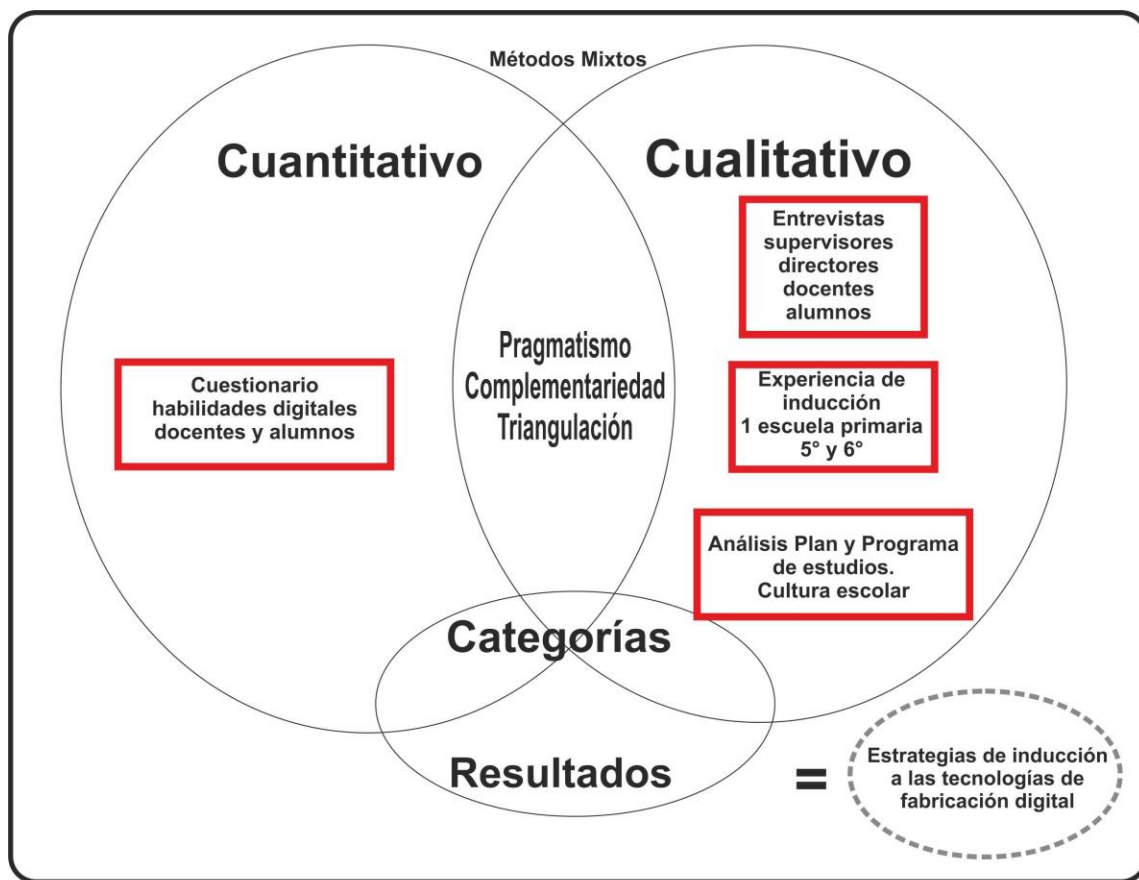 Métodos Mixtos
Cuantitativo
Cualitativo
Entrevistas
supervisores
directores
docentes
alumnos
Pragmatismo
Complementariedad
Triangulación
Cuestionario
habilidades digitales
docentes y alumnos
Experiencia de
inducción
1 escuela primaria
5° y 6°
Análisis Plan y Programa
de estudios.
Cultura escolar
Categorías
Resultados
=
Estrategias de inducción
a las tecnologías de
fabricación digital